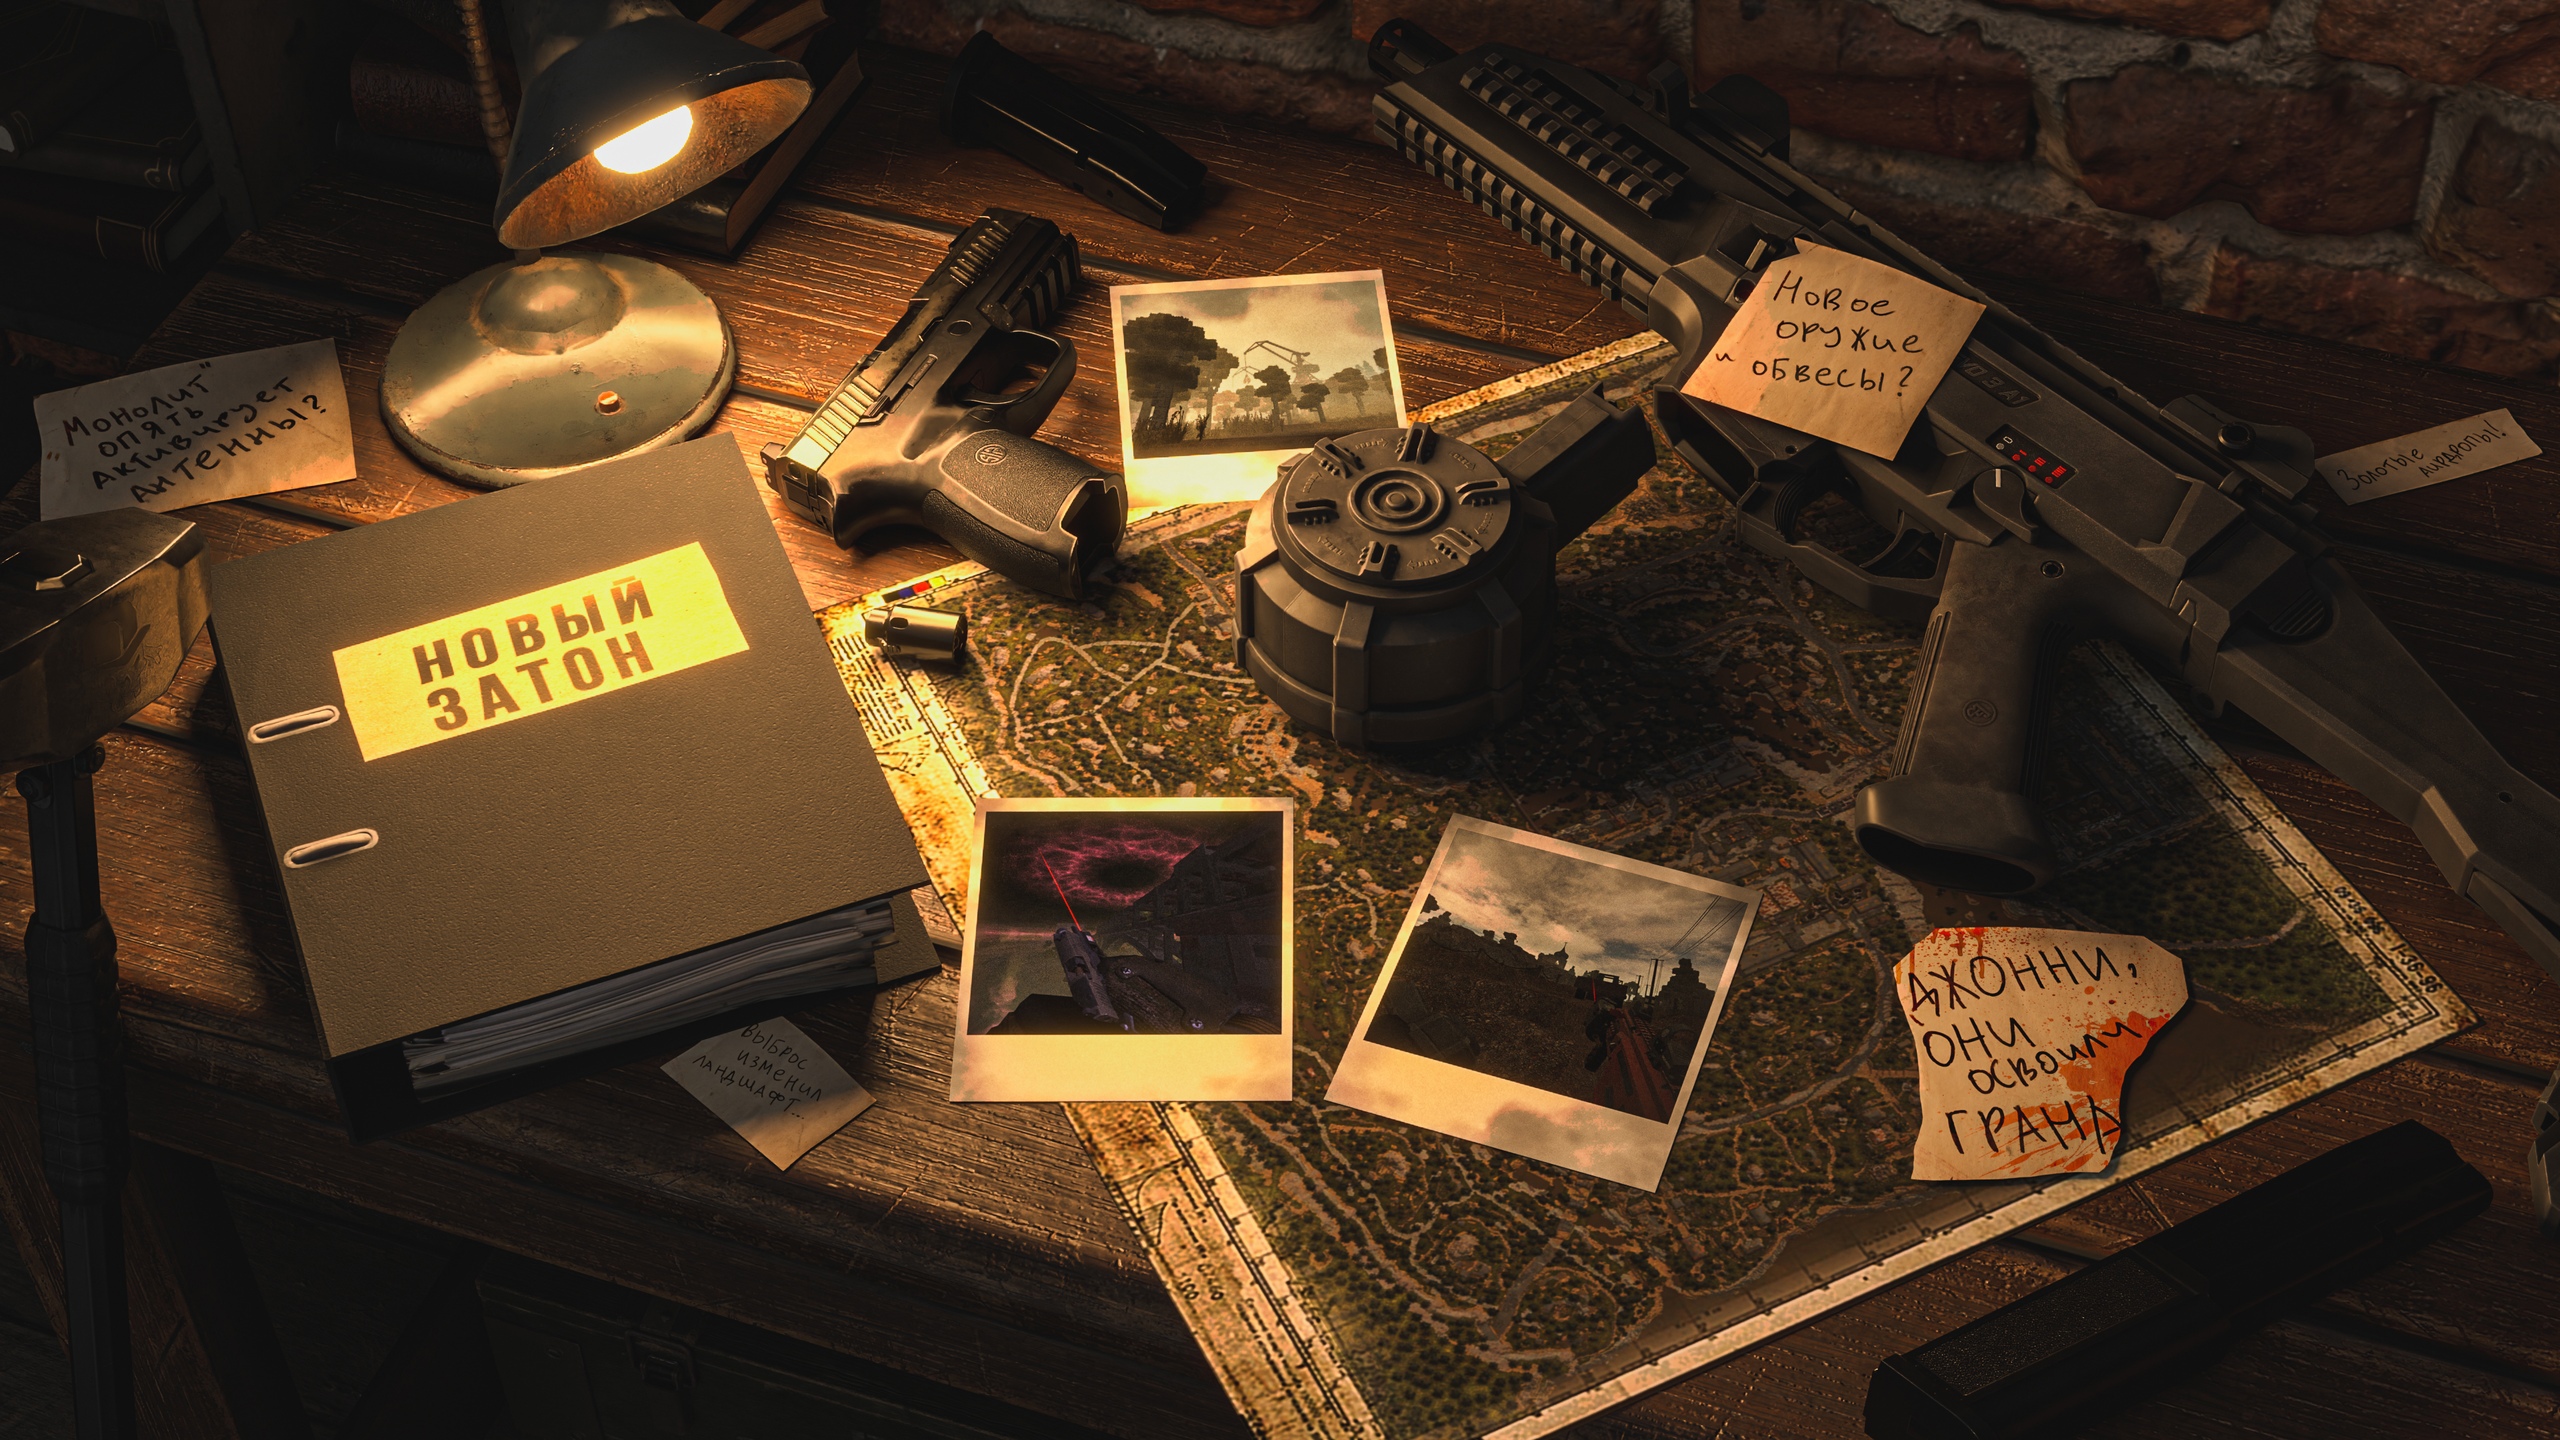 "Монолит"
опять
активирует
антенны?
НОВЫЙ
ЗАТОН
Новое
оружие
и обвесы?
Золотые
аирдропы!
Выброс
изменил
ландшафт...
ДЖОННИ,
ОНИ
освоили
ГРАНД